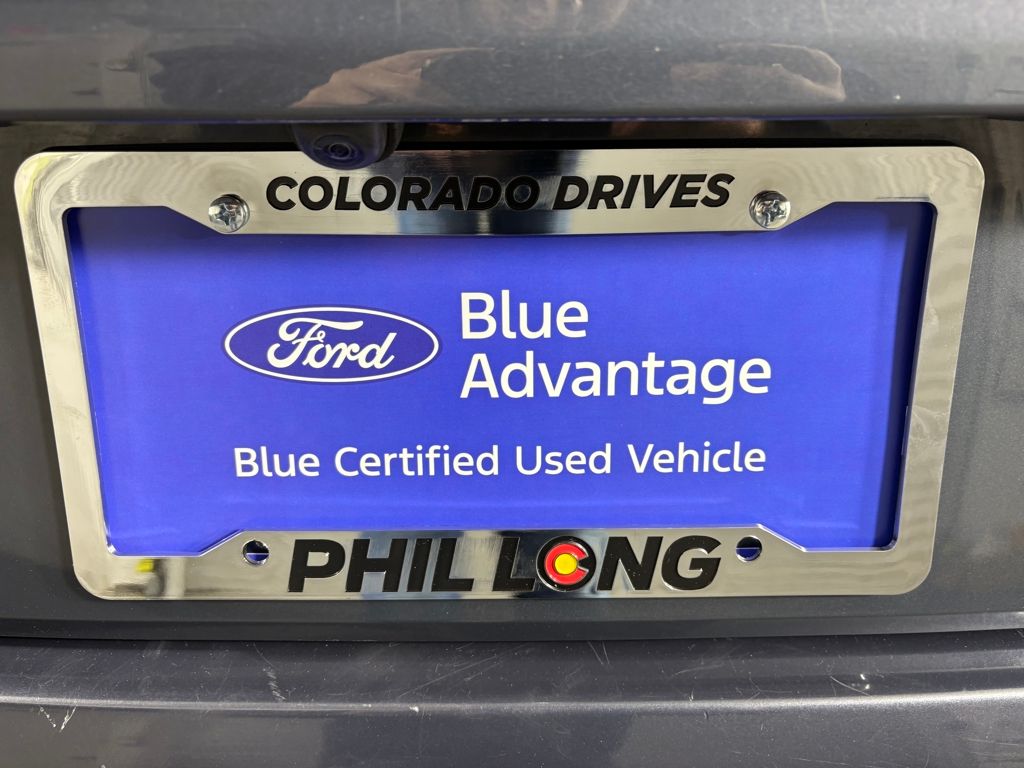 COLORADO DRIVES
Ford
Blue
Advantage
Blue Certified Used Vehicle
PHIL LONG